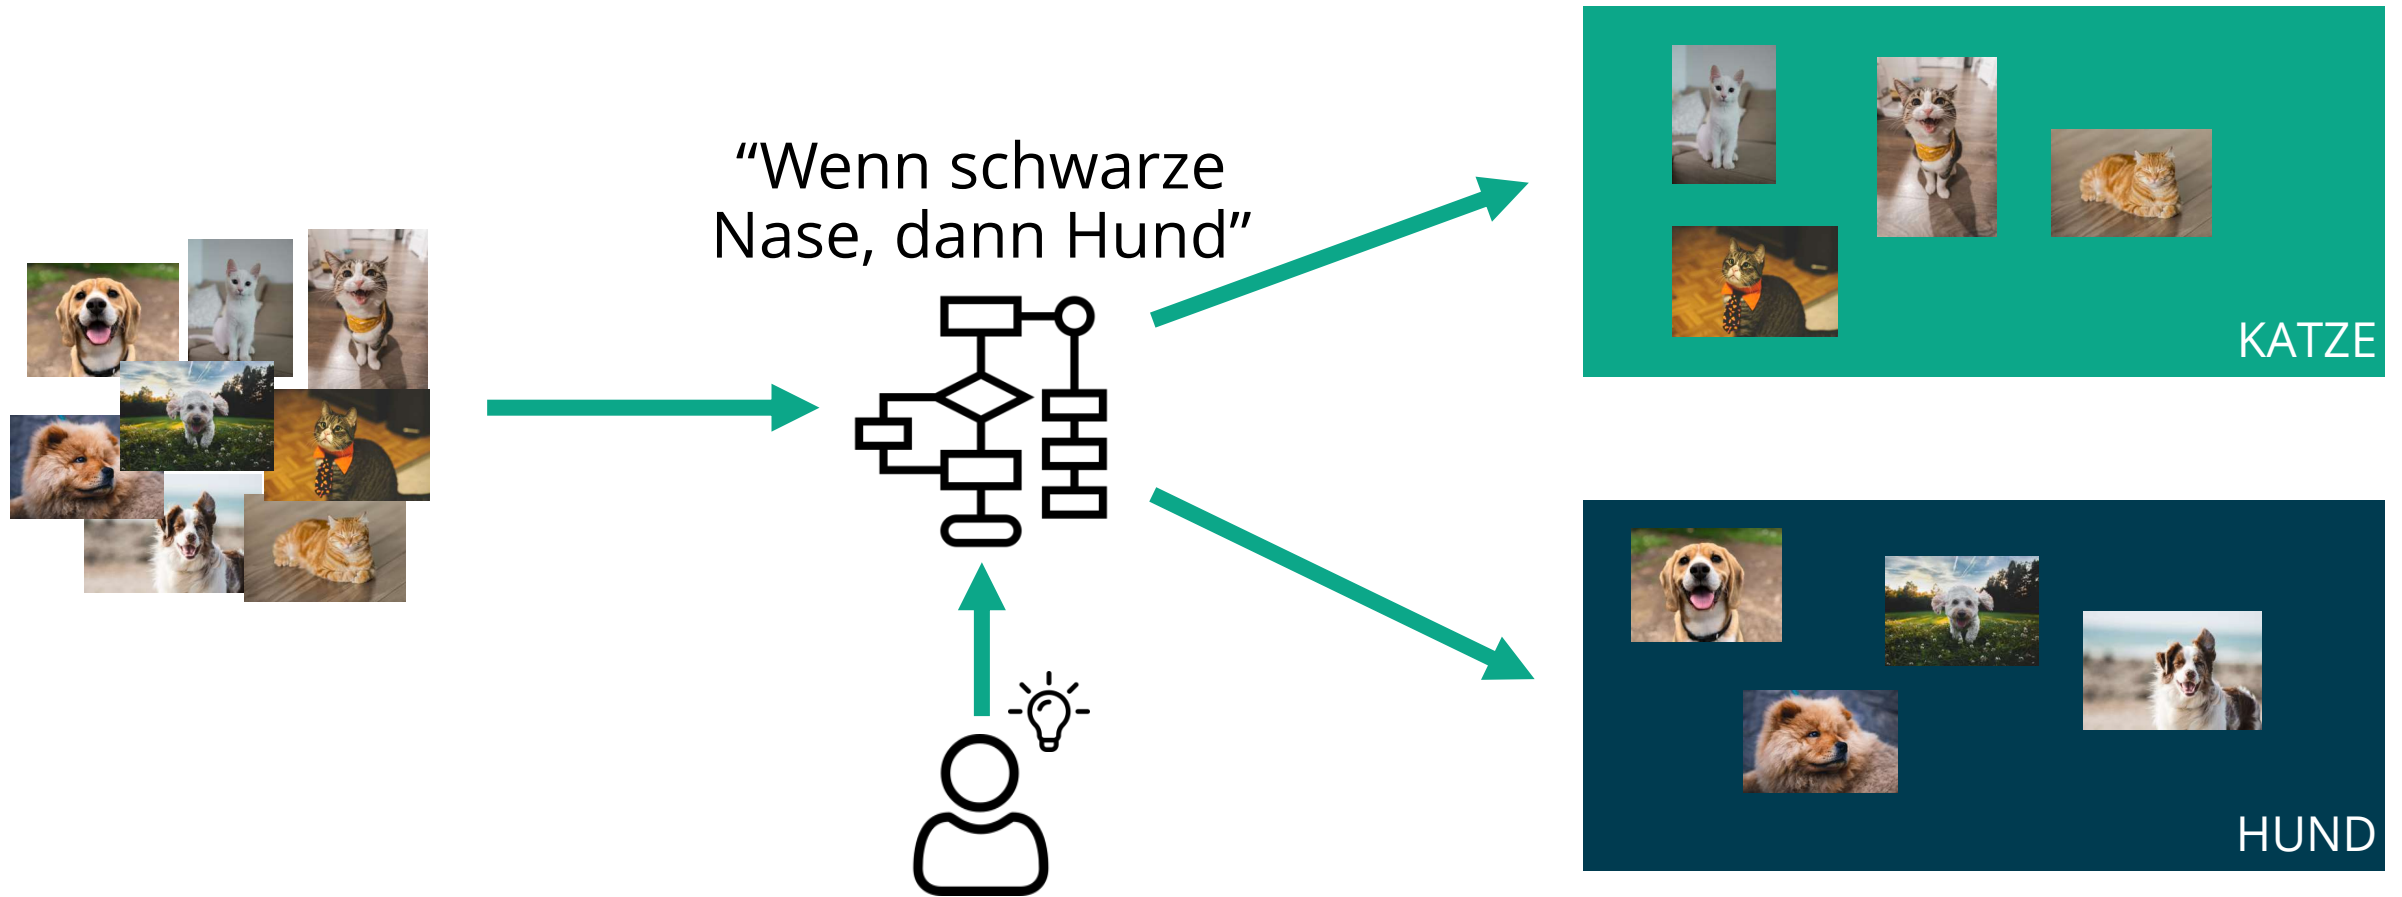 “Wenn schwarze
Nase, dann Hund”
KATZE
HUND